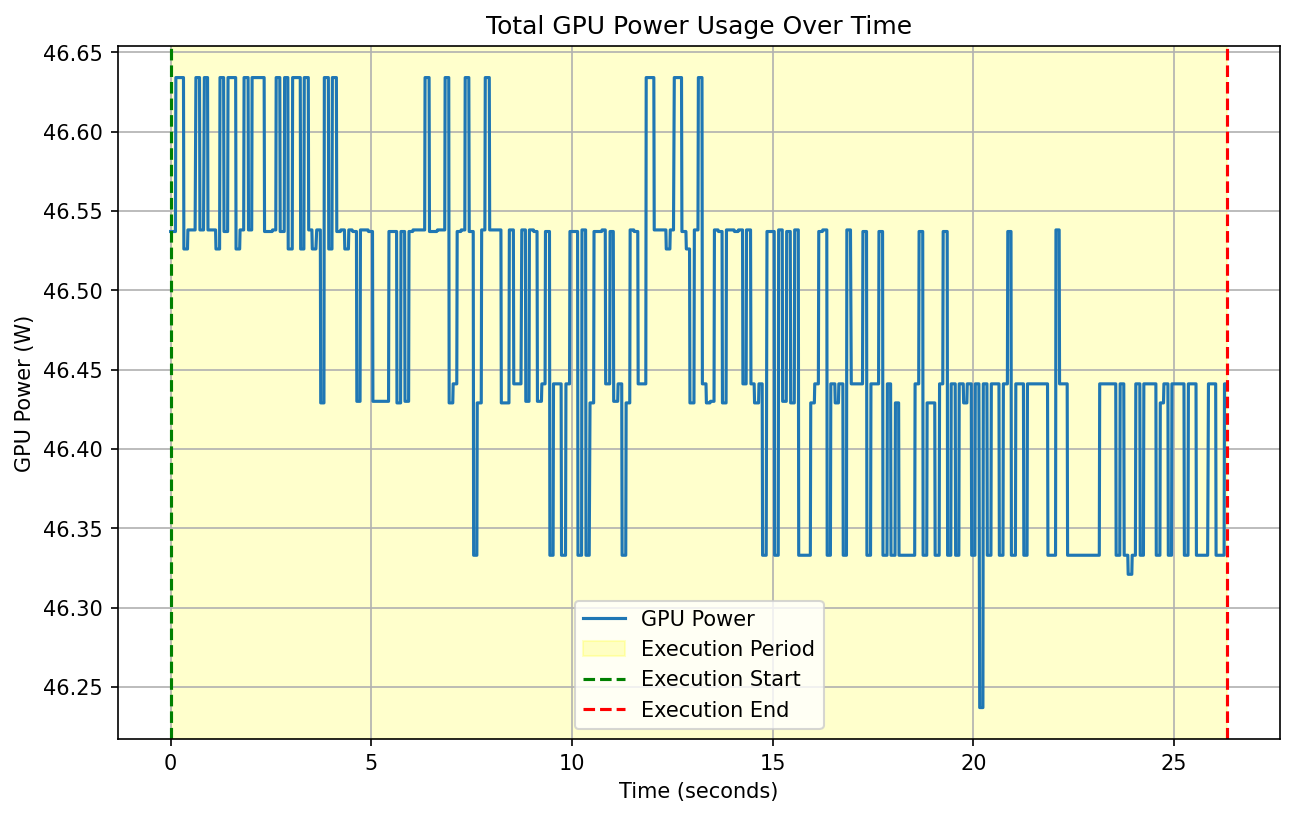 Total GPU Power Usage Over Time
46.65
46.60
46.55
46.50
46.45
46.40
46.35
46.30
46.25
GPU Power (W)
GPU Power
Execution Period
Execution Start
Execution End
0 5 10 15 20 25
Time (seconds)